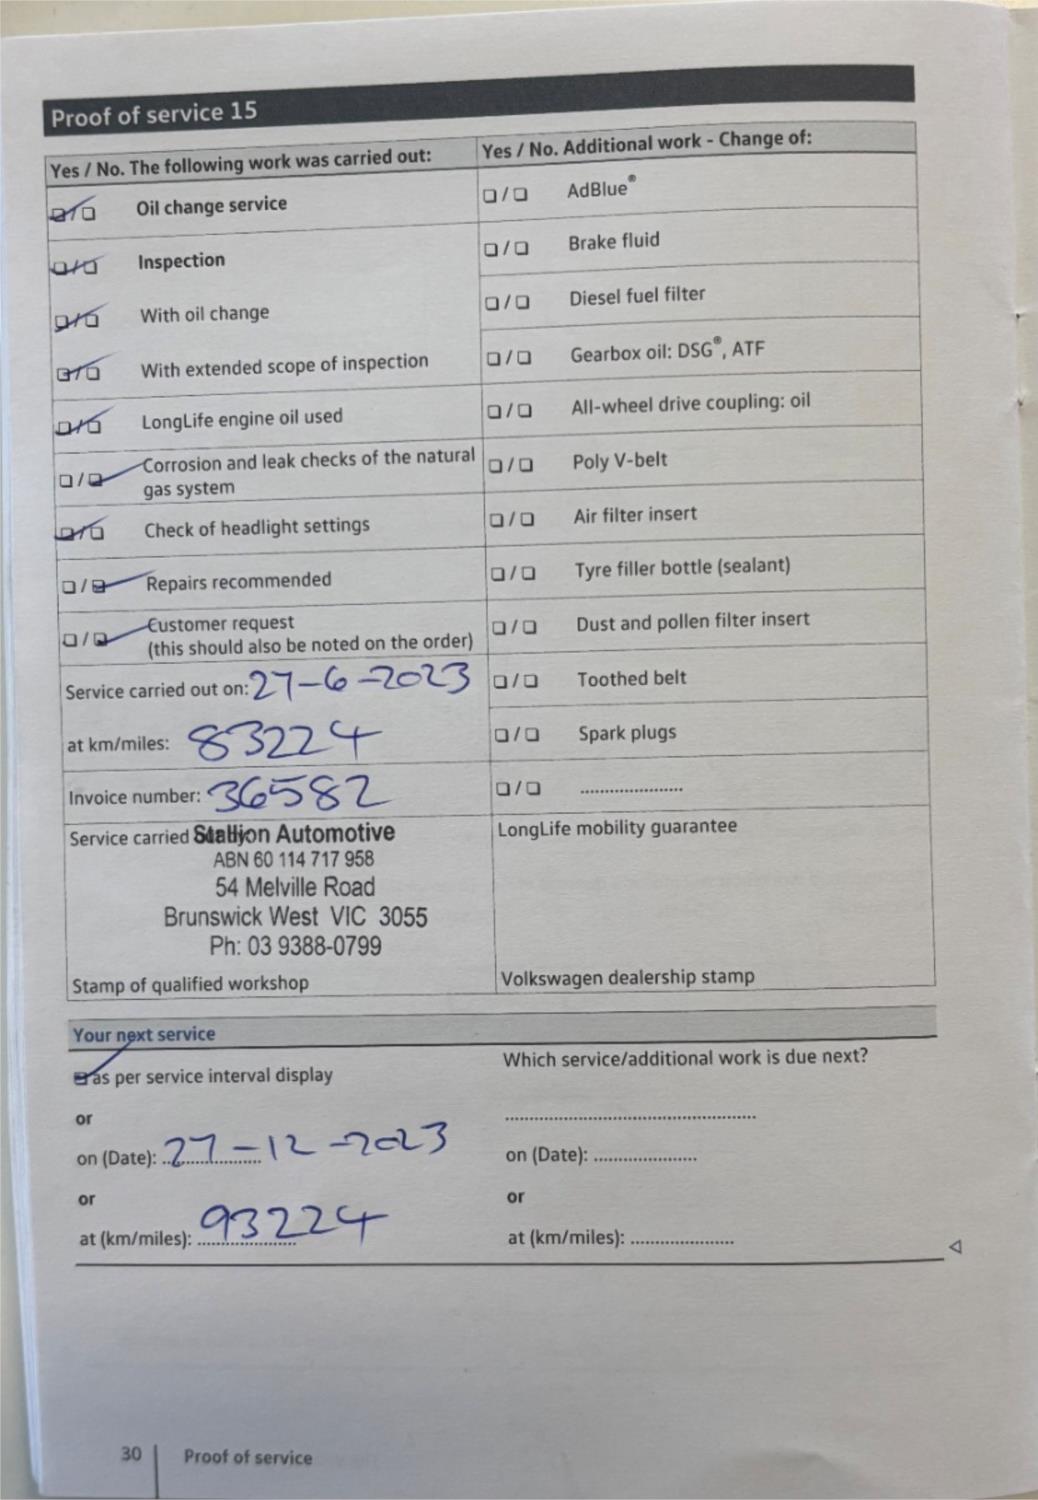 Proof of service 15
Yes / No. The following work was carried out:
Oil change service
Inspection
With oil change
With extended scope of inspection
LongLife engine oil used
Corrosion and leak checks of the natural
gas system
Check of headlight settings
Repairs recommended
Customer request
(this should also be noted on the order)
Service carried out on: 27-6-2023
at km/miles: 83224
Invoice number: 36582
Service carried
Stallion Automotive
ABN 60 114 717 958
54 Melville Road
Brunswick West VIC 3055
Ph: 03 9388-0799
Stamp of qualified workshop
Yes / No. Additional work - Change of:
AdBlue®
Brake fluid
Diesel fuel filter
Gearbox oil: DSG®, ATF
All-wheel drive coupling: oil
Poly V-belt
Air filter insert
Tyre filler bottle (sealant)
Dust and pollen filter insert
Toothed belt
Spark plugs
.....................
LongLife mobility guarantee
Volkswagen dealership stamp
Your next service
as per service interval display
or
on (Date): 27-12-2023
or
at (km/miles): 93224
Which service/additional work is due next?
...................................................
on (Date): .....................
or
at (km/miles): .....................
30
Proof of service